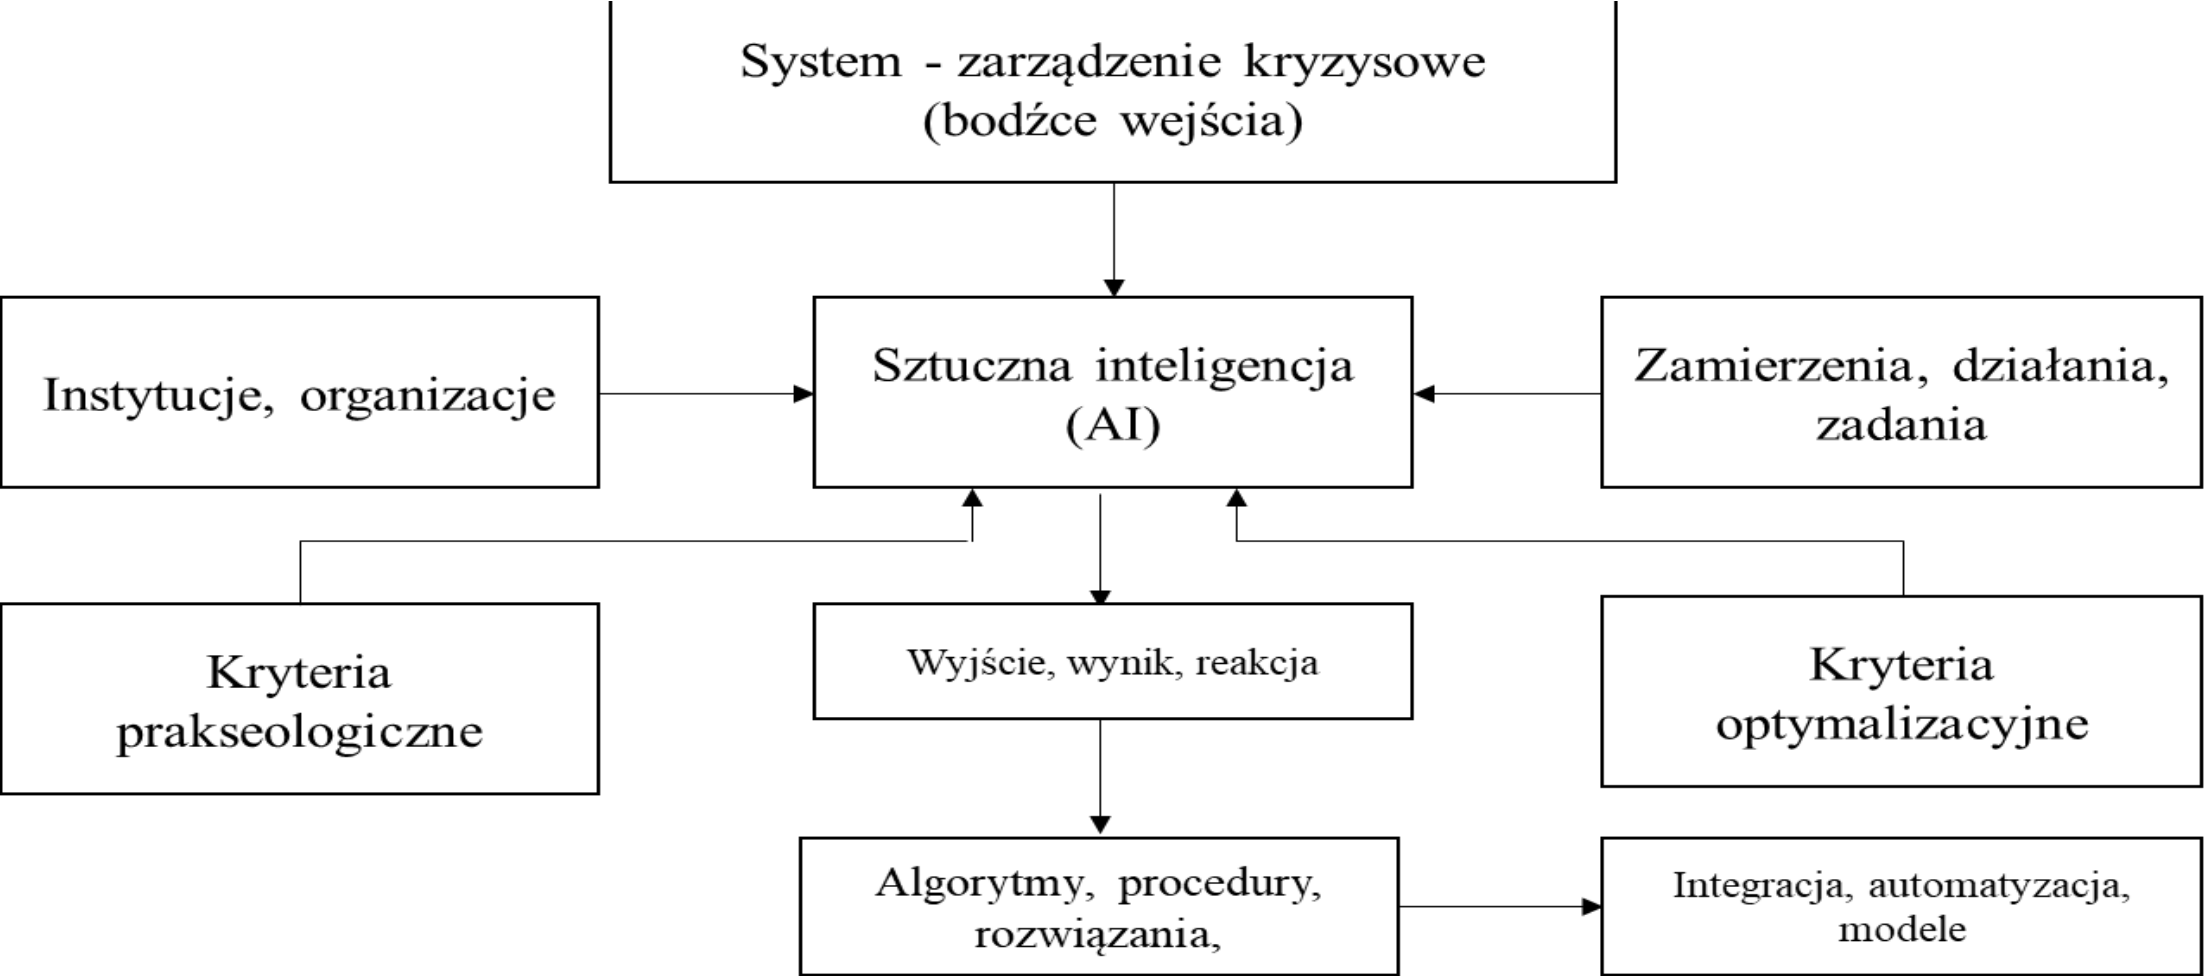 System - zarządzenie kryzysowe
(bodźce wejścia)
Instytucje, organizacje
Sztuczna inteligencja
(AI)
Zamierzenia, działania,
zadania
Kryteria
prakseologiczne
Wyjście, wynik, reakcja
Kryteria
optymalizacyjne
Algorytmy, procedury,
rozwiązania,
Integracja, automatyzacja,
modele